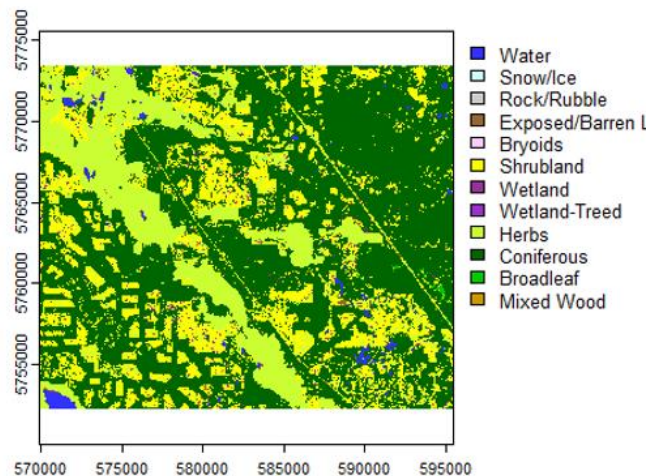 5775000
5770000
5765000
5760000
5755000
570000 575000 580000 585000 590000 595000
Water
Snow/Ice
Rock/Rubble
Exposed/Barren L
Bryoids
Shrubland
Wetland
Wetland-Treed
Herbs
Coniferous
Broadleaf
Mixed Wood